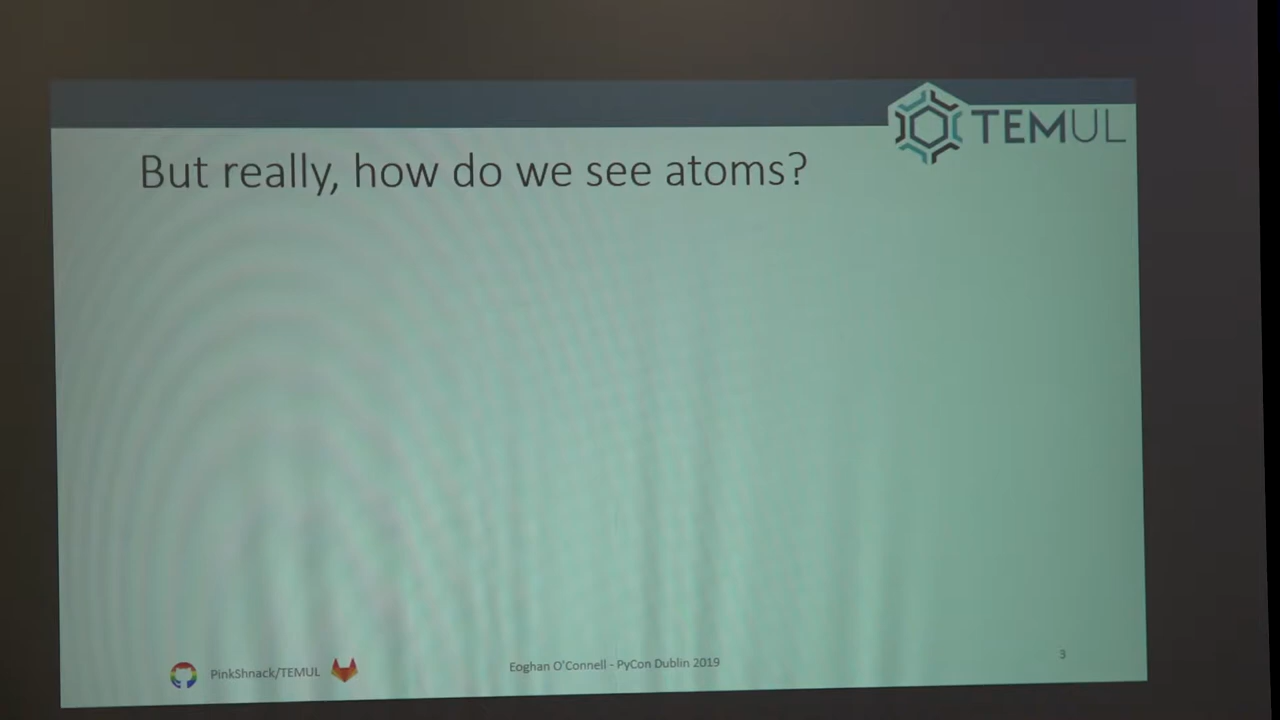 TEMUL
But really, how do we see atoms?
PinkShnack/TEMUL
Eoghan O'Connell - PyCon Dublin 2019
3